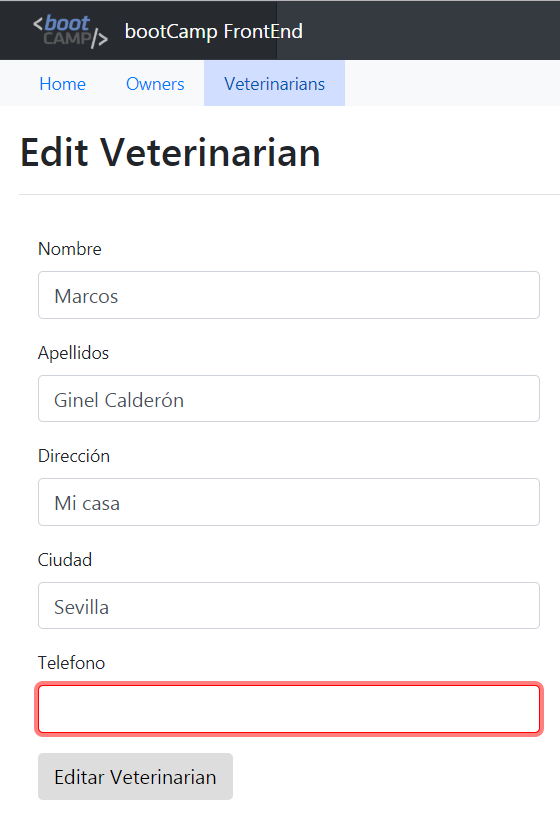 <boot
CAMP/>
bootCamp FrontEnd
Home Owners Veterinarians
Edit Veterinarian
Nombre
Marcos
Apellidos
Ginel Calderón
Dirección
Mi casa
Ciudad
Sevilla
Telefono
Editar Veterinarian